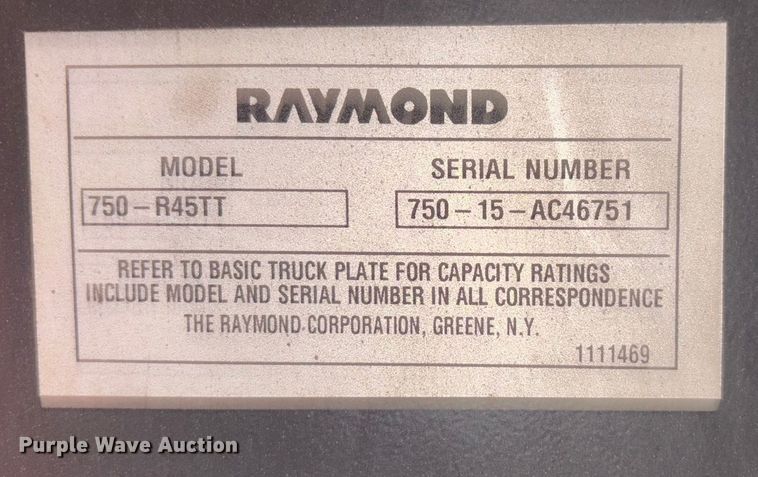 RAYMOND
MODEL SERIAL NUMBER
750-R45TT 750-15-AC46751
REFER TO BASIC TRUCK PLATE FOR CAPACITY RATINGS
INCLUDE MODEL AND SERIAL NUMBER IN ALL CORRESPONDENCE
THE RAYMOND CORPORATION, GREENE, N.Y.
1111469
Purple Wave Auction